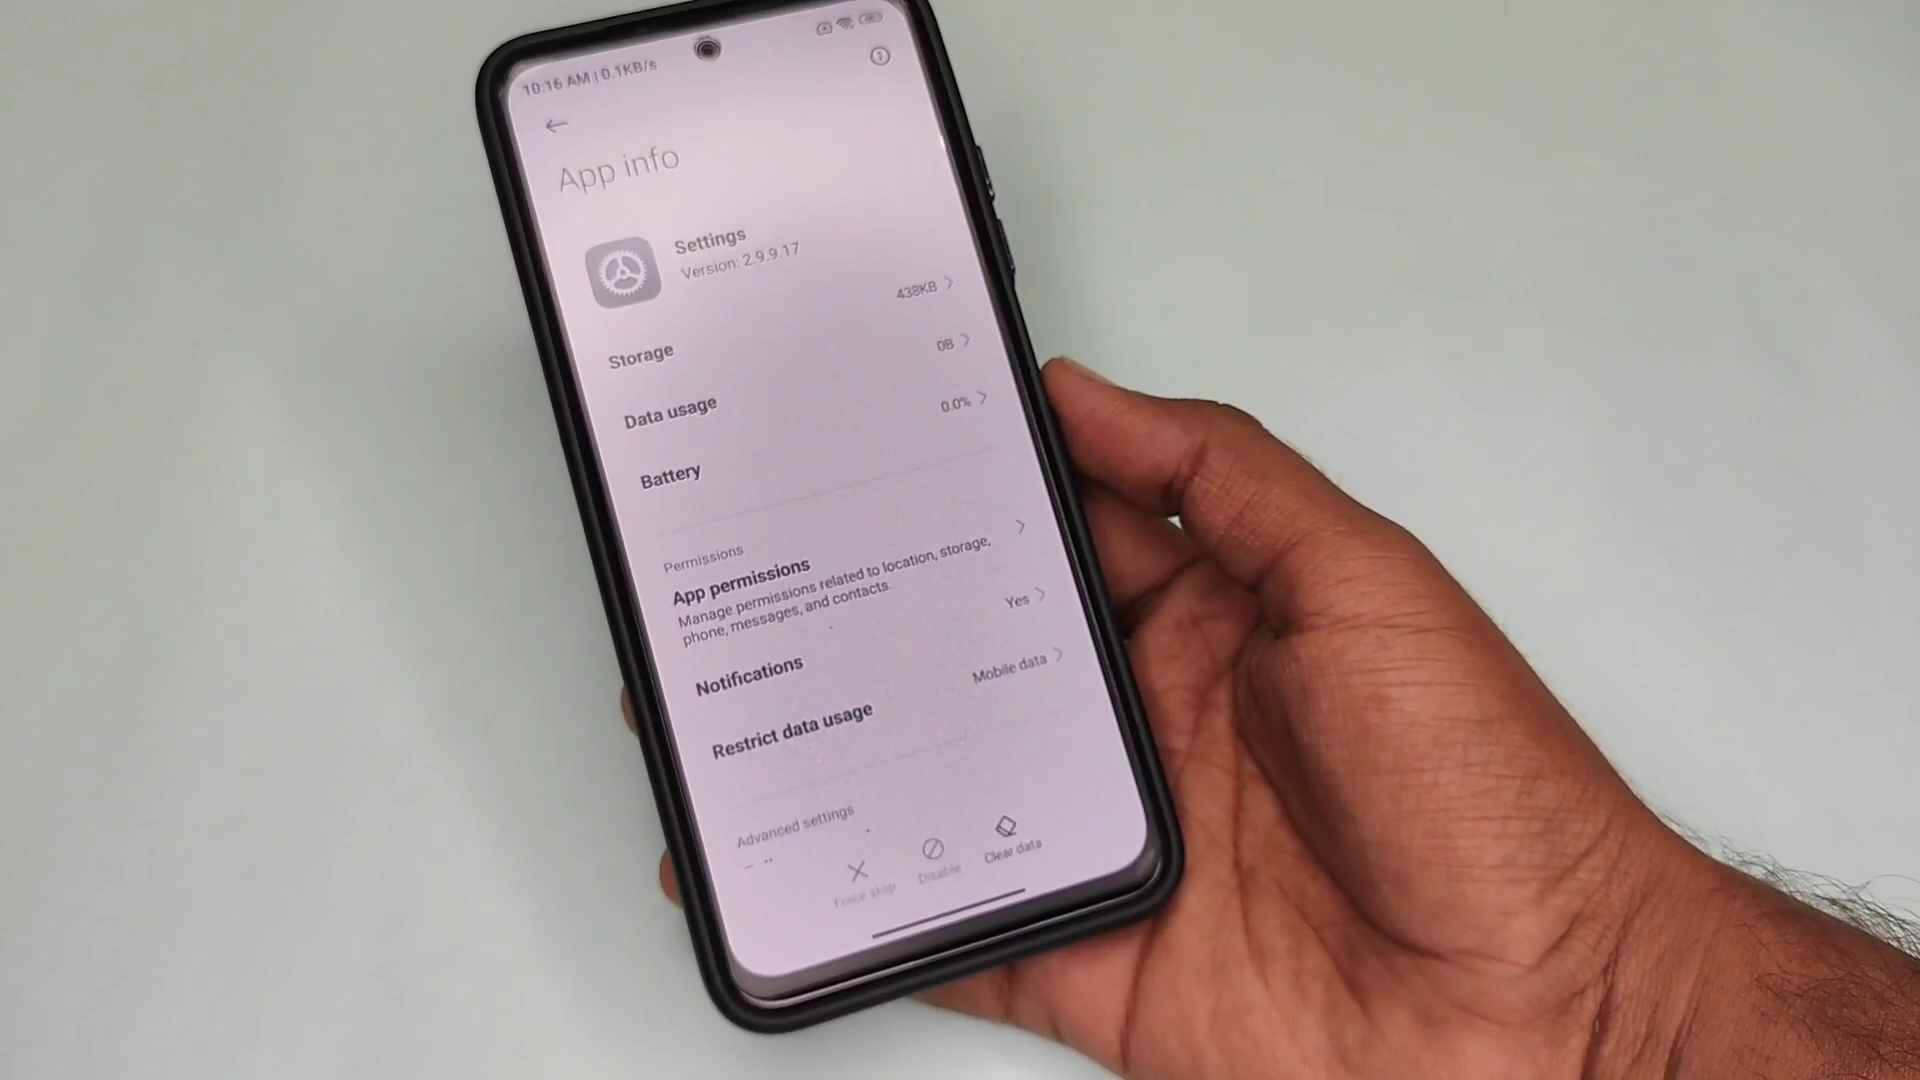 10:16 AM | 0.1KB/s
App info
Settings
Version: 2.9.9.17
Storage
438KB
Data usage
0B
Battery
0.0%
Permissions
App permissions
Manage permissions related to location, storage,
phone, messages, and contacts.
Notifications
Yes
Restrict data usage
Mobile data
Advanced settings
Force stop
Disable
Clear data